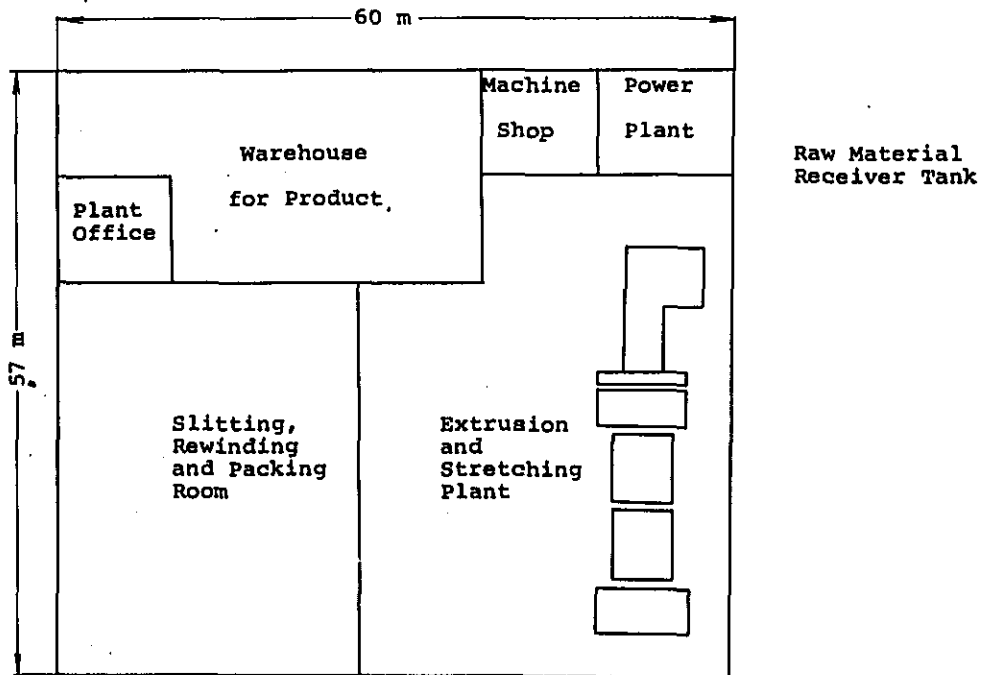 60 m
Machine
Shop
Power
Plant
Warehouse
for Product
Raw Material
Receiver Tank
Plant
Office
57 m
Slitting,
Rewinding
and Packing
Room
Extrusion
and
Stretching
Plant